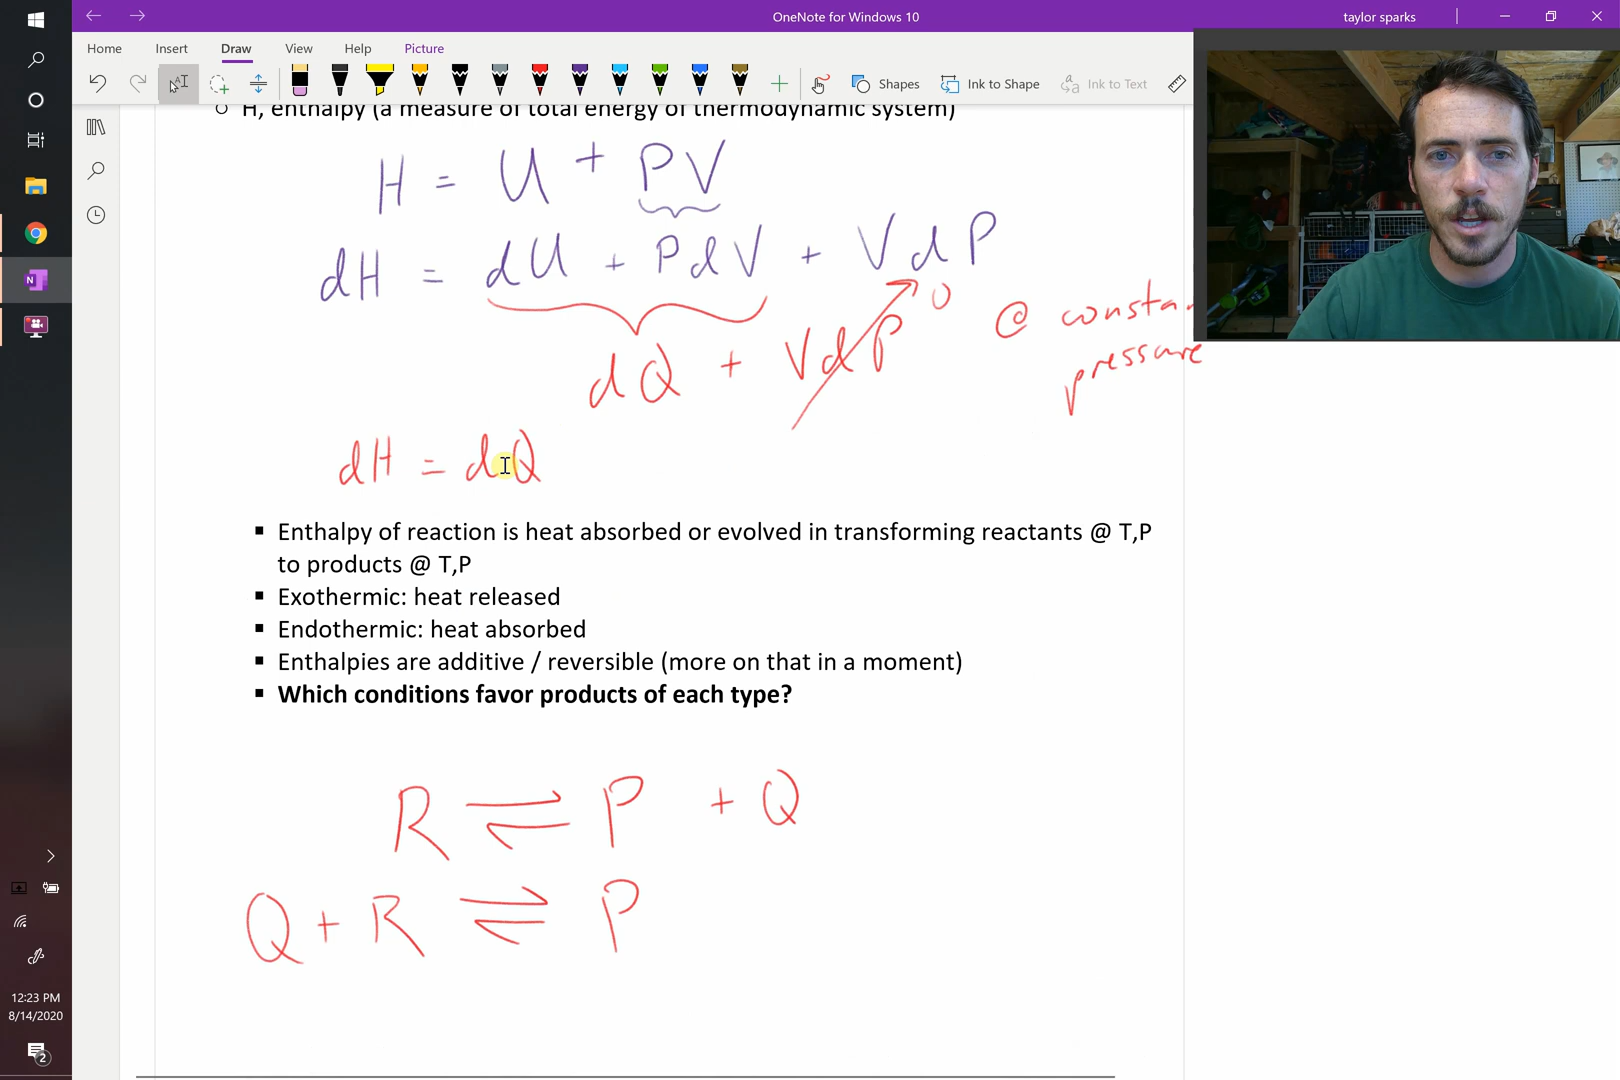 OneNote for Windows 10
taylor sparks
Home Insert Draw View Help Picture
Shapes Ink to Shape Ink to Text
H, enthalpy (a measure of total energy of thermodynamic system)
H = U + PV
dH = dU + PdV + VdP
0 @ constan
dQ + VdP pressure
dH = dQ
Enthalpy of reaction is heat absorbed or evolved in transforming reactants @ T,P
to products @ T,P
Exothermic: heat released
Endothermic: heat absorbed
Enthalpies are additive / reversible (more on that in a moment)
Which conditions favor products of each type?
R ⇌ P + Q
Q + R ⇌ P
12:23 PM
8/14/2020
2